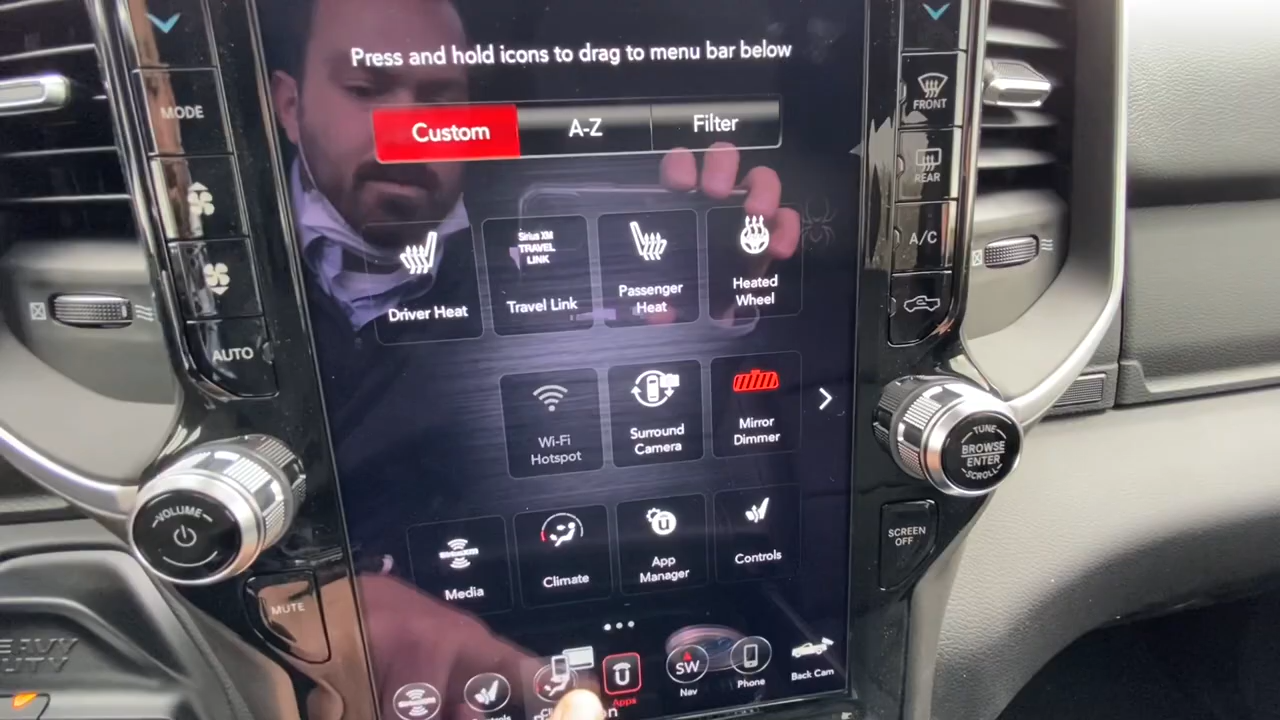 Press and hold icons to drag to menu bar below
MODE
FRONT
Custom
A-Z
Filter
REAR
A/C
Sirius XM
TRAVEL
LINK
Driver Heat
Travel Link
Passenger
Heat
Heated
Wheel
AUTO
Wi-Fi
Hotspot
Surround
Camera
Mirror
Dimmer
TUNE
BROWSE
ENTER
SCROLL
VOLUME
SCREEN
OFF
Media
Climate
App
Manager
Controls
MUTE
HEAVY
DUTY
SW
Apps
Nav
Phone
Back Cam